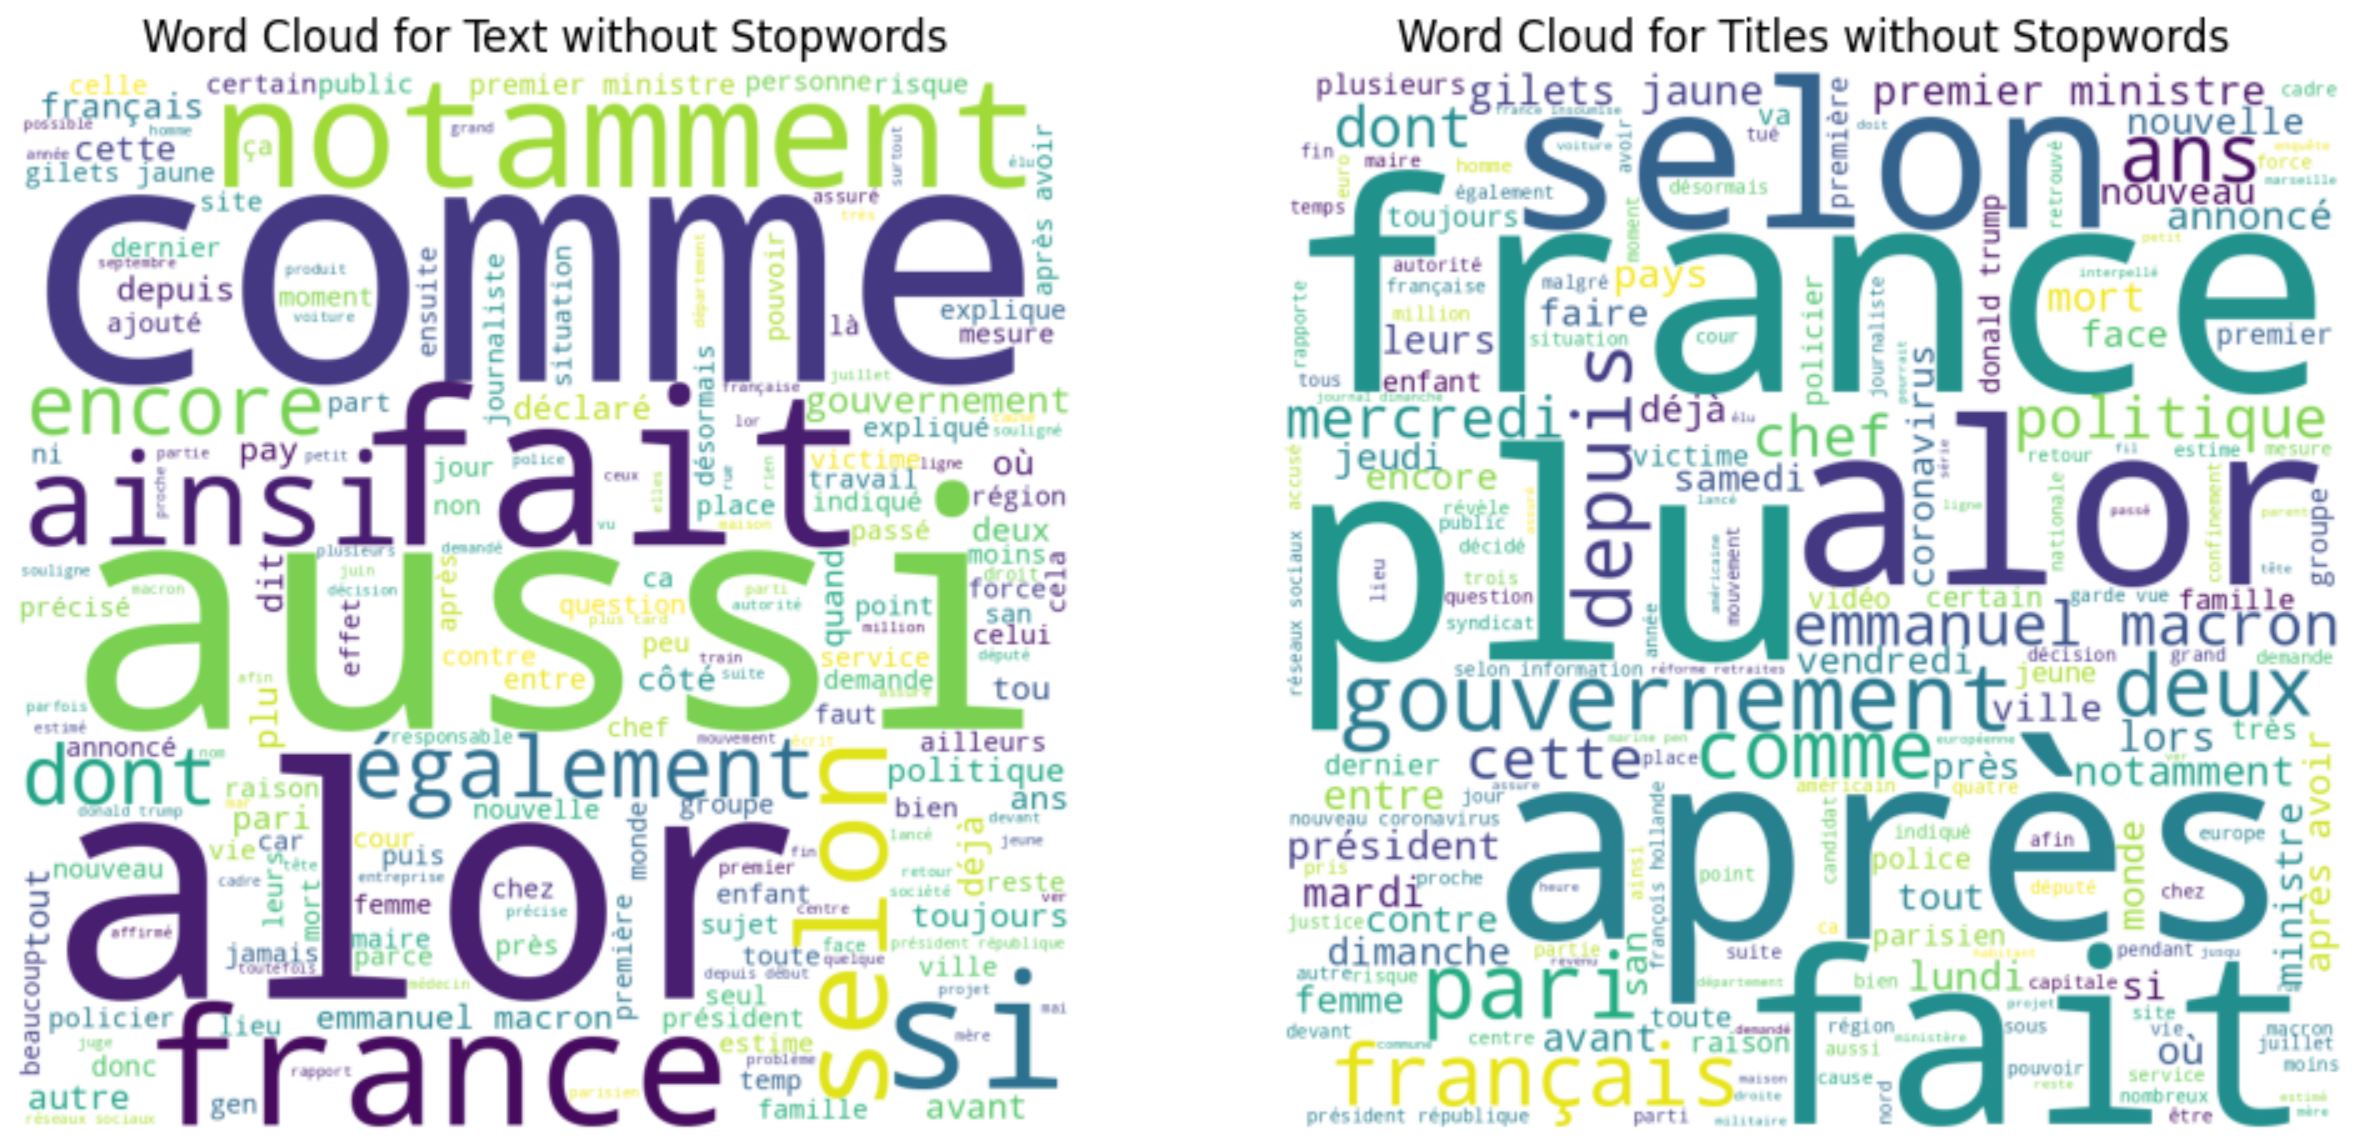 Word Cloud for Text without Stopwords
celle certain public premier ministre personne risque
français notamment
possible homme grand
année cette ça surtout élu après avoir
gilets jaune
comme
site assuré très
dernier
septembre produit ensuite situation département pouvoir
depuis moment explique
ajouté voiture là mesure
journaliste désormais française juillet
encore part déclaré gouvernement
lor expliqué cause souligné
fait
ni partie pay petit victime ligne où
ainsi jour police ceux travail
proche non elles rue rien place indiqué région
vu maison passé deux
aussi
plusieurs demandé moins
souligne dit juin quand droit cela
macron décision après ca parti force
précisé effet question autorité point san
plus tard peu million celui
contre train service député
entre côté suite demande
afin assure tou
parfois plu chef faut
estimé
annoncé nom responsable mouvement écrit ailleurs
dont également politique
raison nouvelle groupe bien ans
donald trump mar
alor
pari selon devant
vie car cour puis monde lancé déjà jeune
nouveau tête entreprise premier fin
cadre leurs chez enfant retour reste
mort femme précise société ver
beaucoup tout première sujet centre toujours
affirmé maire près face président république
jamais parce toute quelque
toutefois depuis début ville
médecin seul projet
si
policier lieu emmanuel macron président mai
france
juge estime mère
donc rapport problème
autre gen parisien temp
réseaux sociaux famille avant
Word Cloud for Titles without Stopwords
plusieurs gilets jaune première premier ministre cadre
france insoumise va
dont selon tué doit nouvelle
fin voiture avoir retrouvé ans enquête
euro maire homme force
également désormais nouveau marseille
temps toujours annoncé
france
moment donald trump petit
autorité malgré pays interpellé
rapporte française mort
million faire policier journaliste
leurs situation cour face premier
tous enfant pourrait
journal dimanche
mercredi depuis déjà élu chef coronavirus politique
jeudi victime série retour fil estime mesure
accusé encore samedi
plu alor
révèle assuré lancé ligne nationale confinement parent groupe
public passé
décidé américaine mouvement
réseaux sociaux lieu trois tête
question vidéo certain garde vue famille
syndicat année emmanuel macron
selon information réforme retraites vendredi décision grand demande
jeune
gouvernement ville deux
marine pen lors très
cette place comme européenne
dernier près ver notamment
entre jour assure américain quatre
nouveau coronavirus
après
président françois hollande candidat indiqué afin europe ministre après avoir
pris police monde
mardi proche heure ainsi point député chez
justice contre tout
ca parisien
dimanche partie suite habitant pendant jusqu
autre risque revenu
pari san département bien lundi capitale si
femme rue
fait
projet site
devant toute demandé région sous vie macron
commune centre avant raison ministère aussi où juillet
français moins
maison cause pouvoir service
droite reste nombreux estimé
président république parti militaire nord être mère